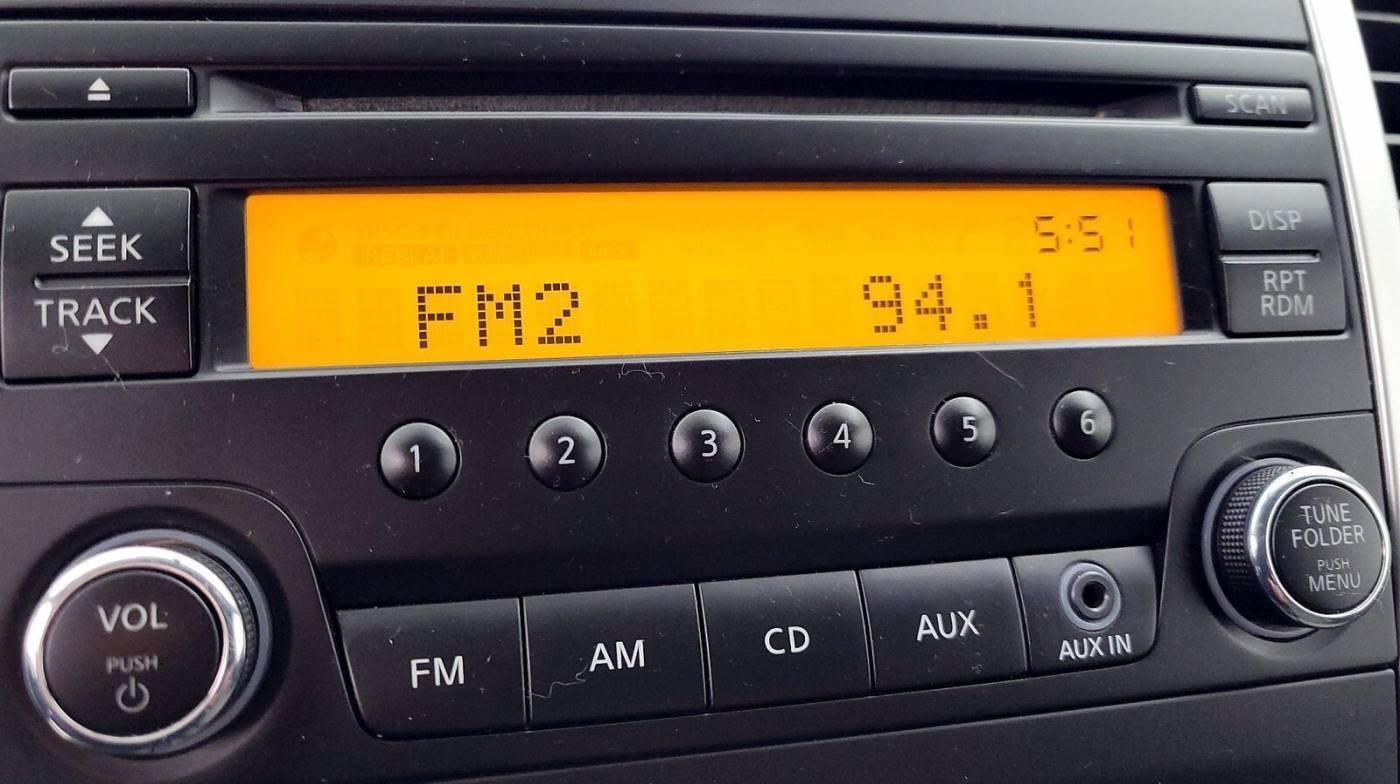 SCAN
SEEK
TRACK
5:51
FM2 94.1
DISP
RPT
RDM
1 2 3 4 5 6
VOL
PUSH
TUNE
FOLDER
PUSH
MENU
FM AM CD AUX
AUX IN